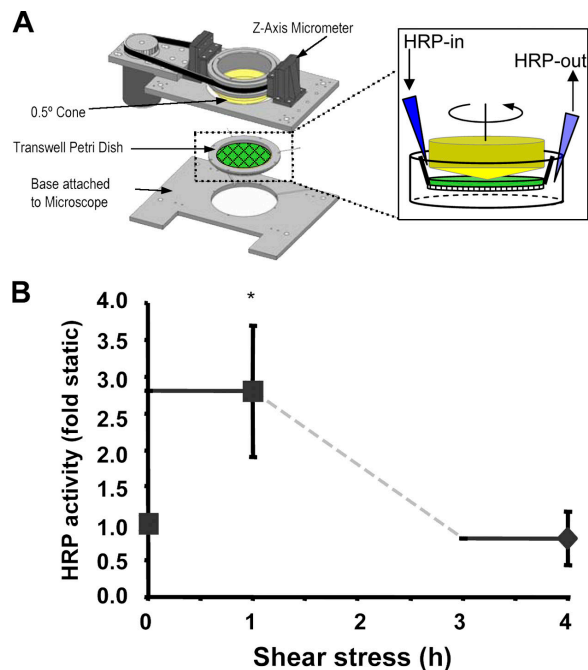 A
Z-Axis Micrometer
0.5º Cone
Transwell Petri Dish
Base attached
to Microscope
HRP-in
HRP-out
B
HRP activity (fold static)
4.0
3.5
3.0
2.5
2.0
1.5
1.0
0.5
0.0
*
0 1 2 3 4
Shear stress (h)